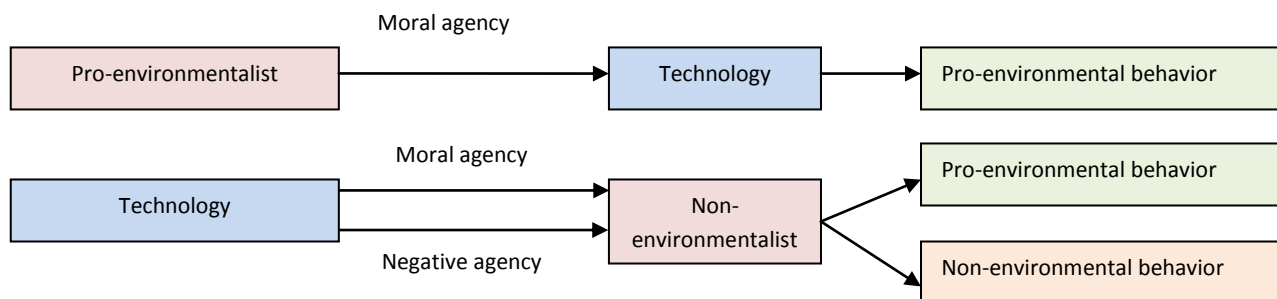 Moral agency
Pro-environmentalist
Technology
Pro-environmental behavior
Moral agency
Technology
Negative agency
Non-
environmentalist
Pro-environmental behavior
Non-environmental behavior